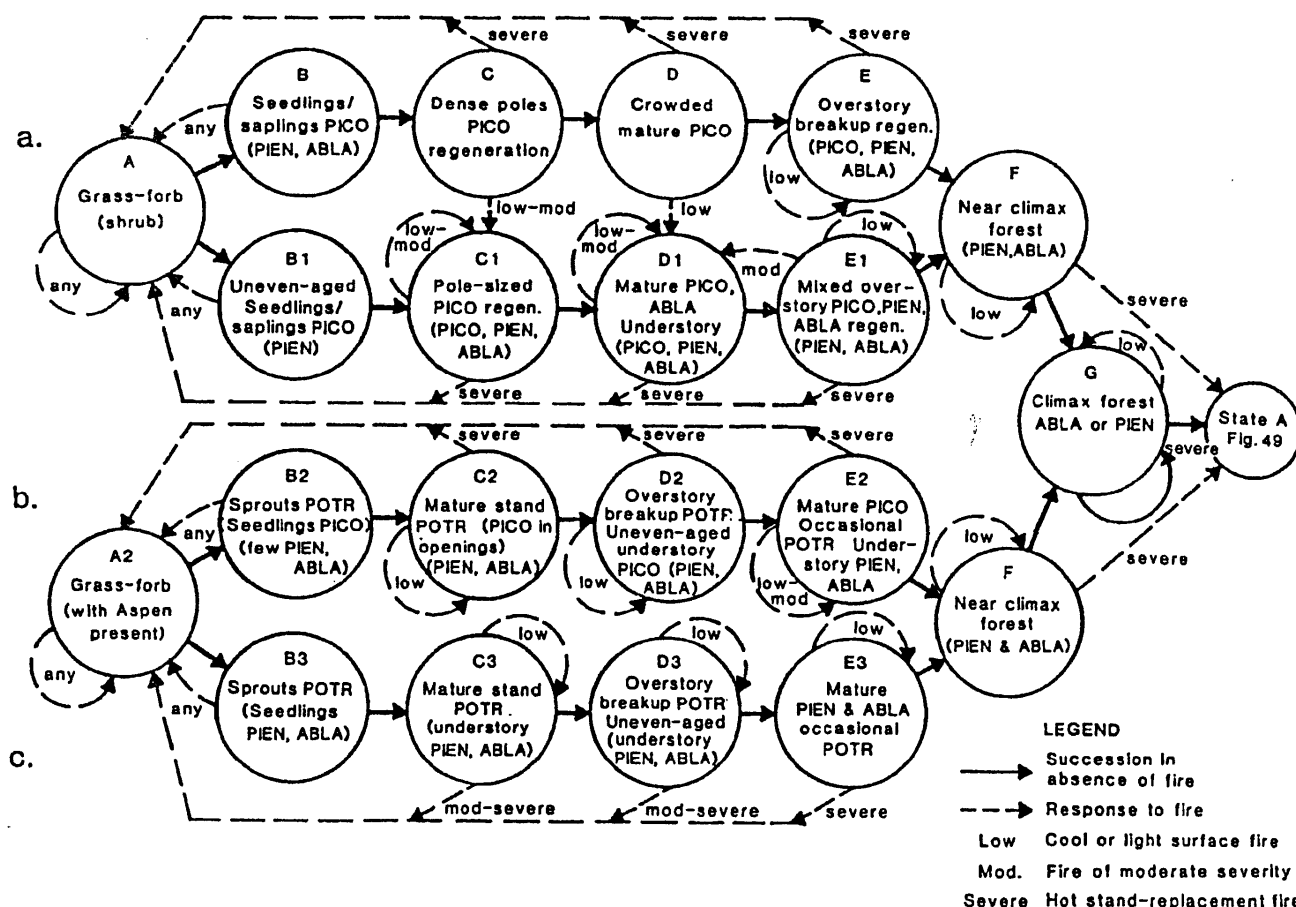 a.
A
Grass-forb
(shrub)
any
B
Seedlings/
saplings PICO
(PIEN, ABLA)
any
C
Dense poles
PICO
regeneration
severe
low-mod
D
Crowded
mature PICO
severe
low
E
Overstory
breakup regen.
(PICO, PIEN,
ABLA)
severe
low
B1
Uneven-aged
Seedlings/
saplings PICO
(PIEN)
any
C1
Pole-sized
PICO regen.
(PICO, PIEN,
ABLA)
low-
mod
severe
D1
Mature PICO,
ABLA
Understory
(PICO, PIEN,
ABLA)
low-
mod
severe
E1
Mixed over-
story PICO,PIEN,
ABLA regen.
(PIEN, ABLA)
low
mod
severe
F
Near climax
forest
(PIEN,ABLA)
low
severe
G
Climax forest
ABLA or PIEN
low
severe
State A
Fig. 49
b.
A2
Grass-forb
(with Aspen
present)
any
B2
Sprouts POTR
Seedlings PICO)
(few PIEN,
ABLA)
any
C2
Mature stand
POTR (PICO in
openings)
(PIEN, ABLA)
severe
low
D2
Overstory
breakup POTR
Uneven-aged
understory
PICO (PIEN,
ABLA)
severe
low
E2
Mature PICO
Occasional
POTR Under-
story PIEN,
ABLA
severe
low-
mod
F
Near climax
forest
(PIEN & ABLA)
low
severe
c.
B3
Sprouts POTR
(Seedlings
PIEN, ABLA)
any
C3
Mature stand
POTR.
(understory
PIEN, ABLA)
low
mod-severe
D3
Overstory
breakup POTR
Uneven-aged
(understory
PIEN, ABLA)
low
mod-severe
E3
Mature
PIEN & ABLA
occasional
POTR
low
severe
LEGEND
Succession in
absence of fire
Response to fire
Low Cool or light surface fire
Mod. Fire of moderate severity
Severe Hot stand-replacement fire